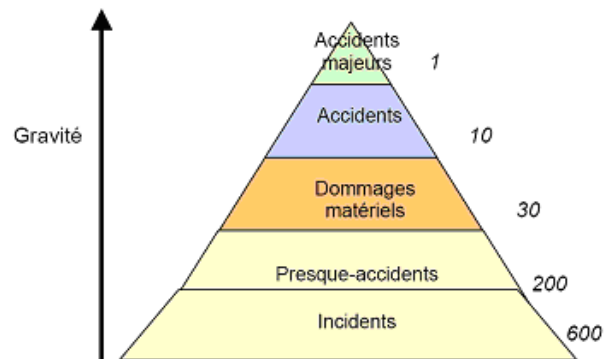 Accidents
majeurs
1
Gravité
Accidents
10
Dommages
matériels
30
Presque-accidents
200
Incidents
600